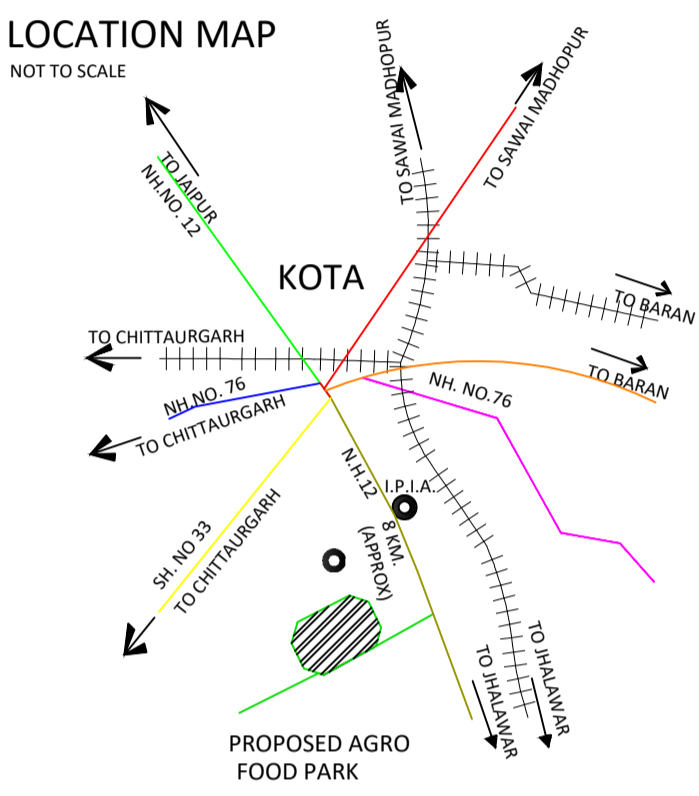 LOCATION MAP
NOT TO SCALE
TO SAWAI MADHOPUR
TO SAWAI MADHOPUR
TO JAIPUR
NH.NO. 12
KOTA
TO BARAN
TO CHITTAURGARH
TO BARAN
NH.NO. 76
NH. NO.76
TO CHITTAURGARH
N.H.12
I.P.I.A.
8 KM.
(APPROX)
SH. NO 33
TO CHITTAURGARH
TO JHALAWAR
TO JHALAWAR
PROPOSED AGRO
FOOD PARK